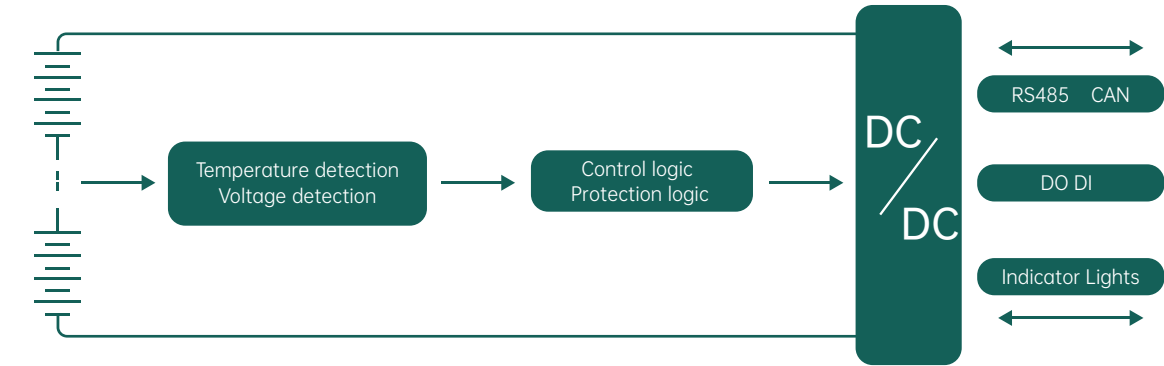 Temperature detection
Voltage detection
Control logic
Protection logic
DC
DC
RS485 CAN
DO DI
Indicator Lights